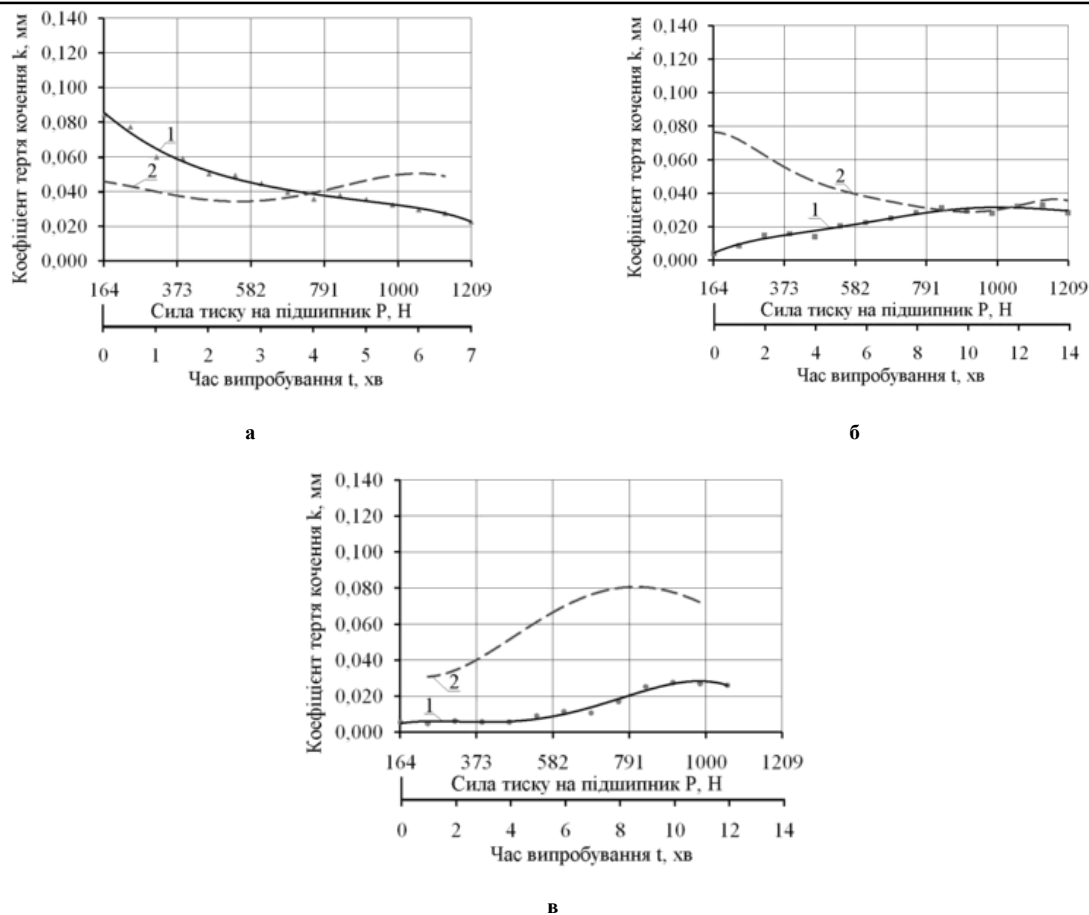 Коефіцієнт тертя кочення k, мм
0,140
0,120
0,100
0,080
0,060
0,040
0,020
0,000
1
2
164 373 582 791 1000 1209
Сила тиску на підшипник P, Н
0 1 2 3 4 5 6 7
Час випробування t, хв
а
Коефіцієнт тертя кочення k, мм
0,140
0,120
0,100
0,080
0,060
0,040
0,020
0,000
2
1
164 373 582 791 1000 1209
Сила тиску на підшипник P, Н
0 2 4 6 8 10 12 14
Час випробування t, хв
б
Коефіцієнт тертя кочення k, мм
0,140
0,120
0,100
0,080
0,060
0,040
0,020
0,000
2
1
164 373 582 791 1000 1209
Сила тиску на підшипник P, Н
0 2 4 6 8 10 12 14
Час випробування t, хв
в